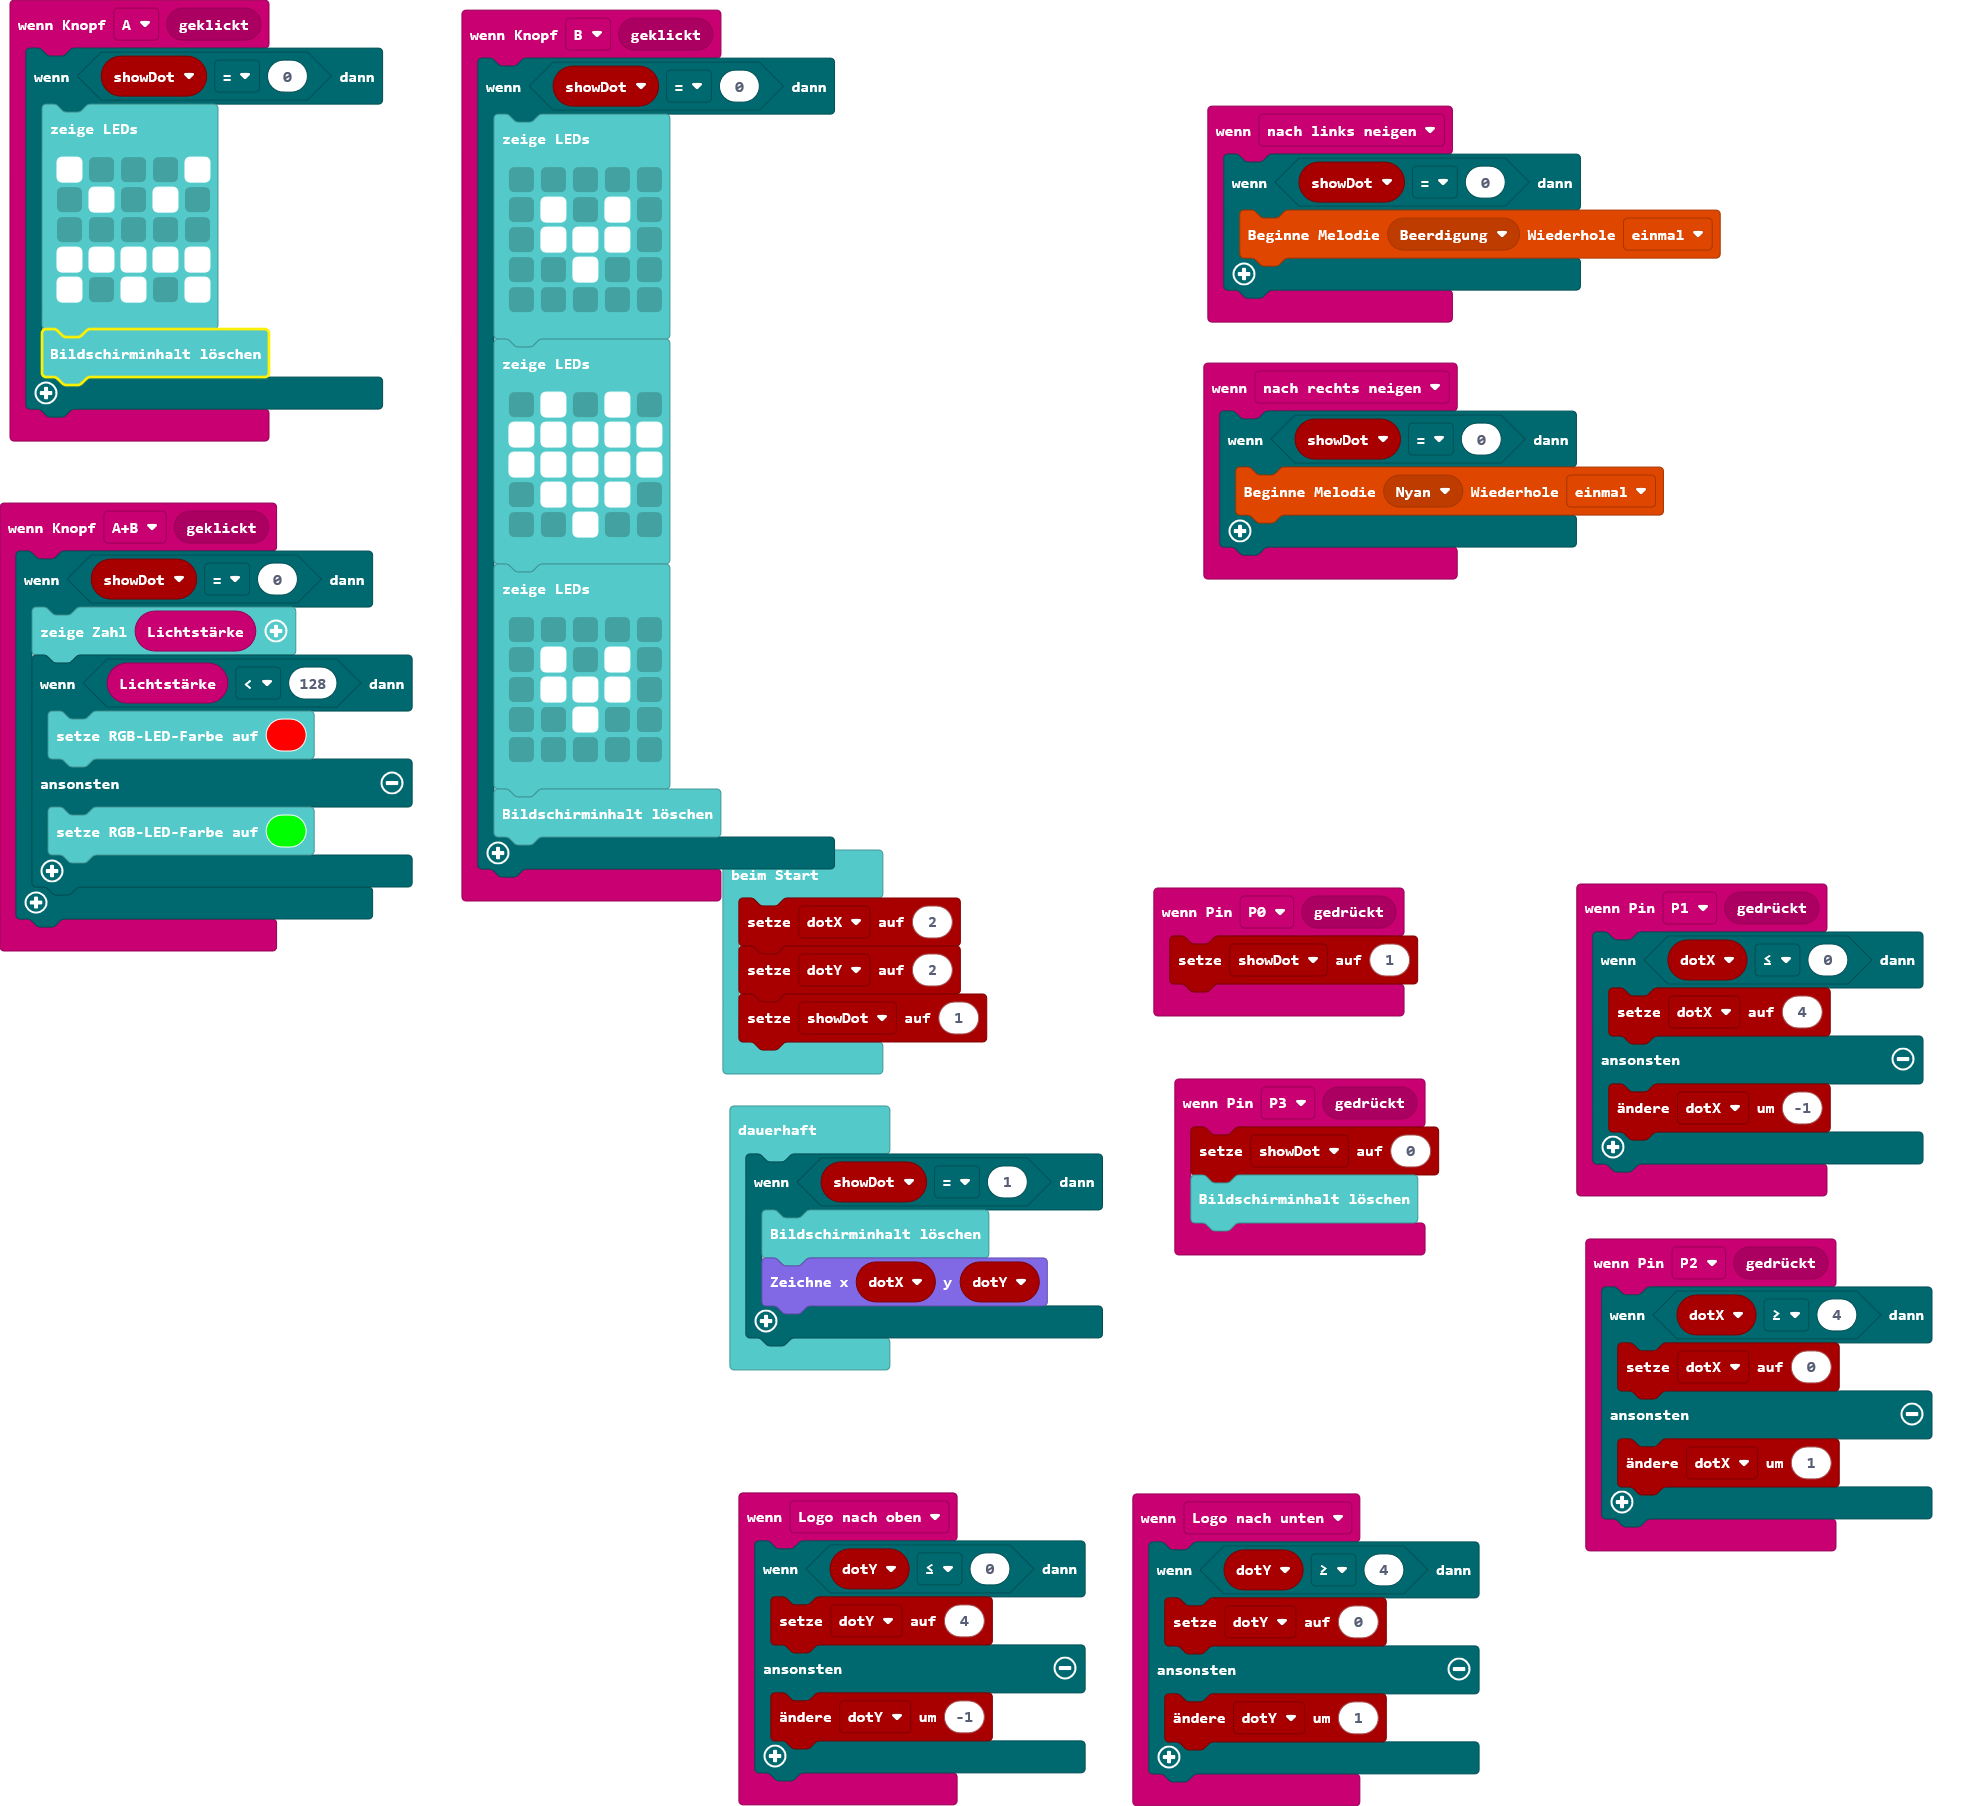 wenn Knopf A geklickt
wenn showDot = 0 dann
zeige LEDs
Bildschirminhalt löschen
wenn Knopf A+B geklickt
wenn showDot = 0 dann
zeige Zahl Lichtstärke
wenn Lichtstärke < 128 dann
setze RGB-LED-Farbe auf
ansonsten
setze RGB-LED-Farbe auf
wenn Knopf B geklickt
wenn showDot = 0 dann
zeige LEDs
zeige LEDs
zeige LEDs
Bildschirminhalt löschen
wenn nach links neigen
wenn showDot = 0 dann
Beginne Melodie Beerdigung Wiederhole einmal
wenn nach rechts neigen
wenn showDot = 0 dann
Beginne Melodie Nyan Wiederhole einmal
beim Start
setze dotX auf 2
setze dotY auf 2
setze showDot auf 1
dauerhaft
wenn showDot = 1 dann
Bildschirminhalt löschen
Zeichne x dotX y dotY
wenn Pin P0 gedrückt
setze showDot auf 1
wenn Pin P3 gedrückt
setze showDot auf 0
Bildschirminhalt löschen
wenn Pin P1 gedrückt
wenn dotX ≤ 0 dann
setze dotX auf 4
ansonsten
ändere dotX um -1
wenn Pin P2 gedrückt
wenn dotX ≥ 4 dann
setze dotX auf 0
ansonsten
ändere dotX um 1
wenn Logo nach oben
wenn dotY ≤ 0 dann
setze dotY auf 4
ansonsten
ändere dotY um -1
wenn Logo nach unten
wenn dotY ≥ 4 dann
setze dotY auf 0
ansonsten
ändere dotY um 1